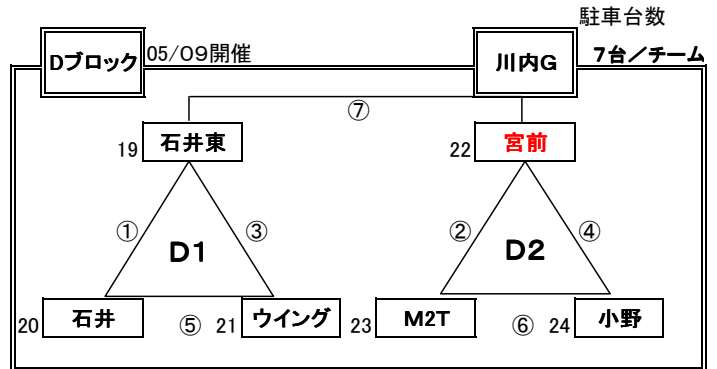 駐車台数
Dブロック 05/09開催 川内G 7台／チーム
⑦
19 石井東 22 宮前
① D1 ③ ② D2 ④
20 石井 ⑤ 21 ウイング 23 M2T ⑥ 24 小野